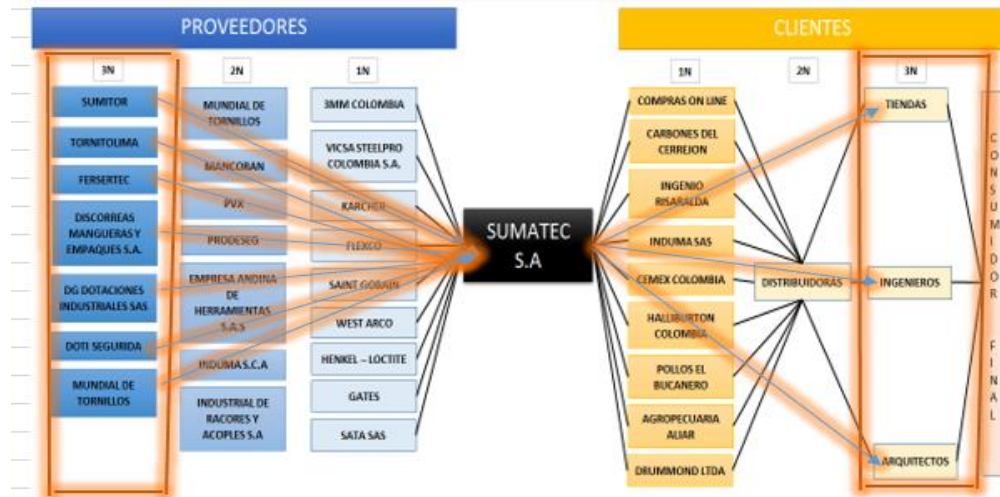 PROVEEDORES
CLIENTES
3N
2N
1N
1N
2N
3N
SUMITOR
TORNITOLIMA
FERSERTEC
DISCORREAS
MANGUERAS Y
EMPAQUES S.A.
DG DOTACIONES
INDUSTRIALES SAS
DOTI SEGURIDA
MUNDIAL DE
TORNILLOS
MUNDIAL DE
TORNILLOS
MANCORAN
PVX
PRODESEG
EMPRESA ANDINA
DE
HERRAMIENTAS
S.A.S
INDUMA S.C.A
INDUSTRIAL DE
RACORES Y
ACOPLES S.A
3MM COLOMBIA
VICSA STEELPRO
COLOMBIA S.A.
KARCHER
FLEXCO
SAINT GOBAIN
WEST ARCO
HENKEL – LOCTITE
GATES
SATA SAS
SUMATEC
S.A
COMPRAS ON LINE
CARBONES DEL
CERREJON
INGENIO
RISARALDA
INDUMA SAS
CEMEX COLOMBIA
HALLIBURTON
COLOMBIA
POLLOS EL
BUCANERO
AGROPECUARIA
ALIAR
DRUMMOND LTDA
DISTRIBUIDORAS
TIENDAS
INGENIEROS
ARQUITECTOS
CONSUMIDOR FINAL